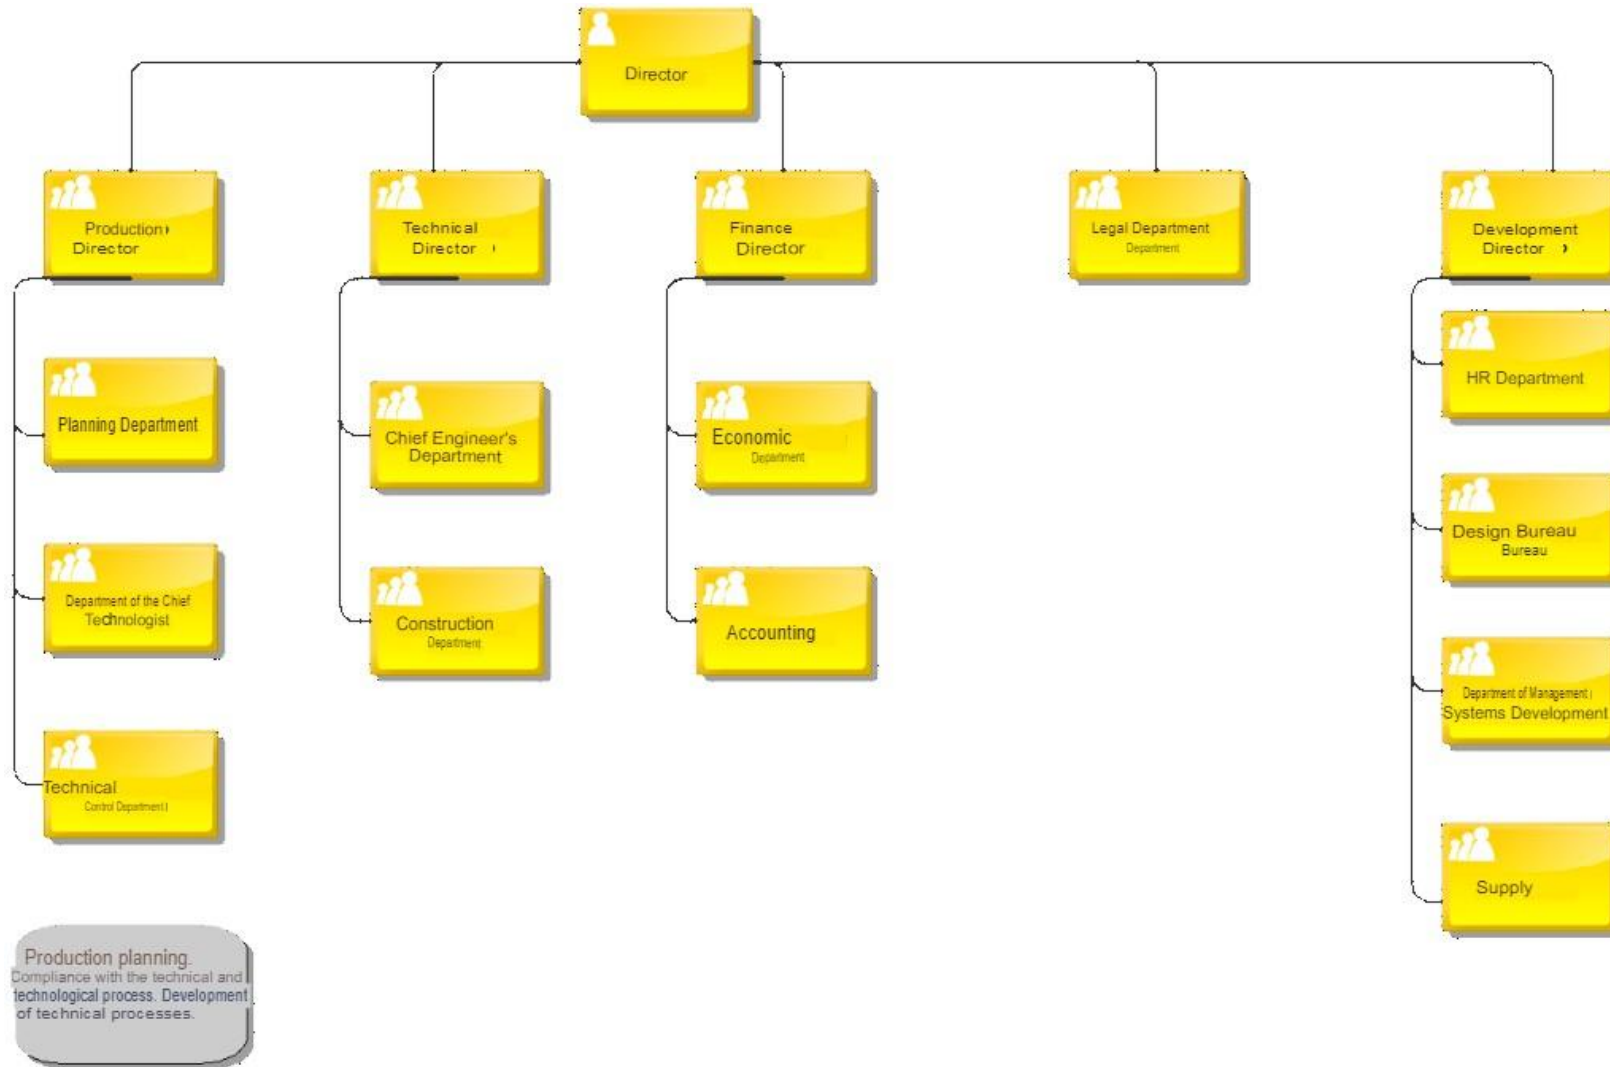 Director
Production
Director
Technical
Director
Finance
Director
Legal Department
Department
Development
Director
Planning Department
Department of the Chief
Technologist
Technical
Control Department
Chief Engineer's
Department
Construction
Department
Economic
Department
Accounting
HR Department
Design Bureau
Bureau
Department of Management
Systems Development
Supply
Production planning.
Compliance with the technical and
technological process. Development
of technical processes.